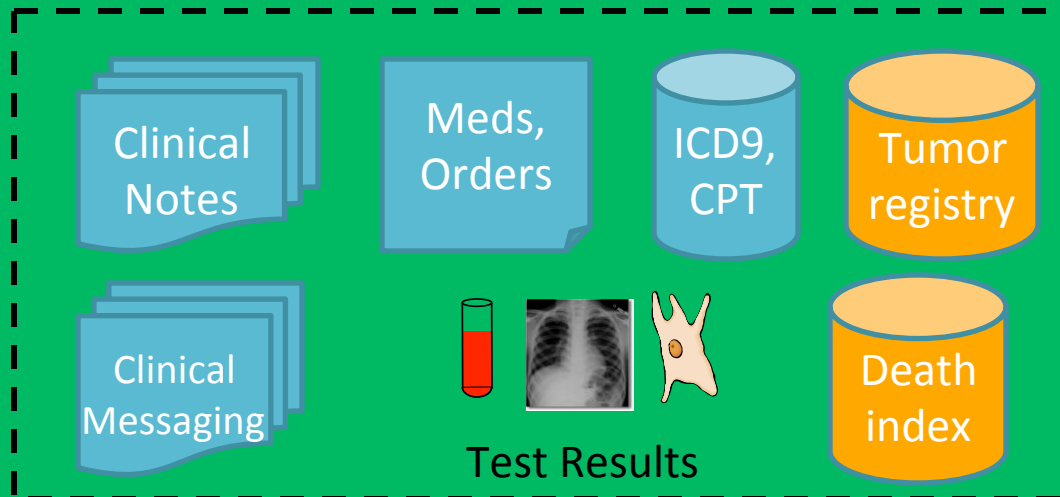 Clinical
Notes
Meds,
Orders
ICD9,
CPT
Tumor
registry
Clinical
Messaging
Test Results
Death
index